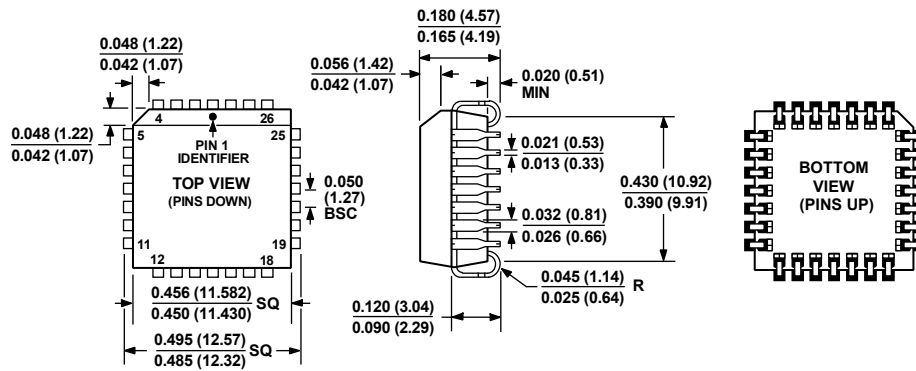 0.048 (1.22)
0.042 (1.07)
0.048 (1.22)
0.042 (1.07)
4
26
5
25
PIN 1
IDENTIFIER
TOP VIEW
(PINS DOWN)
11
19
12
18
0.050
(1.27)
BSC
0.456 (11.582)
0.450 (11.430)
SQ
0.495 (12.57)
0.485 (12.32)
SQ
0.180 (4.57)
0.165 (4.19)
0.056 (1.42)
0.042 (1.07)
0.020 (0.51)
MIN
0.021 (0.53)
0.013 (0.33)
0.032 (0.81)
0.026 (0.66)
0.430 (10.92)
0.390 (9.91)
0.045 (1.14)
0.025 (0.64)
R
0.120 (3.04)
0.090 (2.29)
BOTTOM
VIEW
(PINS UP)